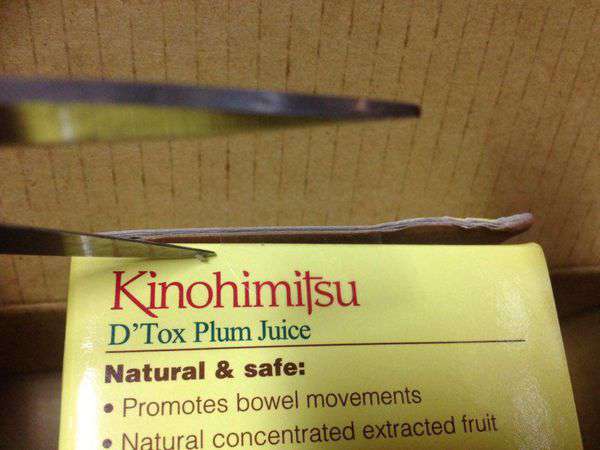 Kinohimitsu
D'Tox Plum Juice
Natural & safe:
• Promotes bowel movements
• Natural concentrated extracted fruit